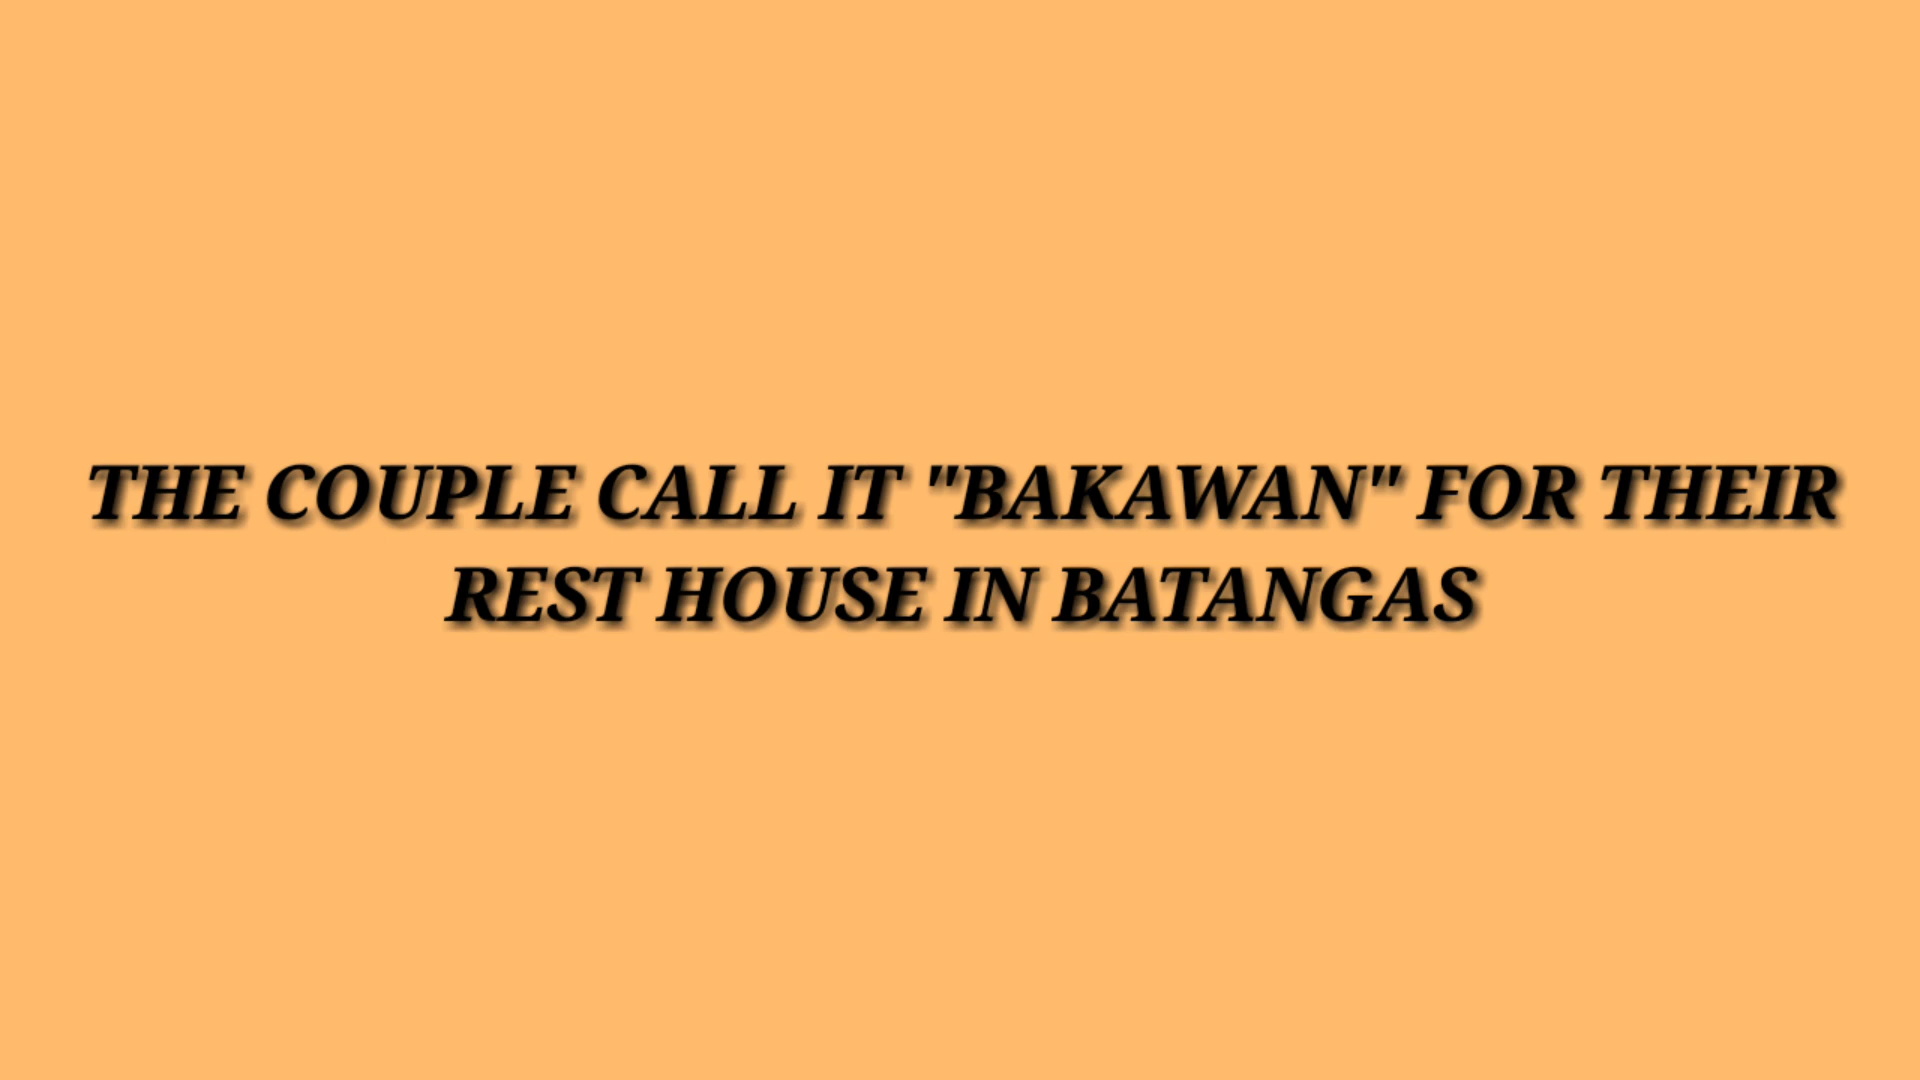 THE COUPLE CALL IT "BAKAWAN" FOR THEIR
REST HOUSE IN BATANGAS